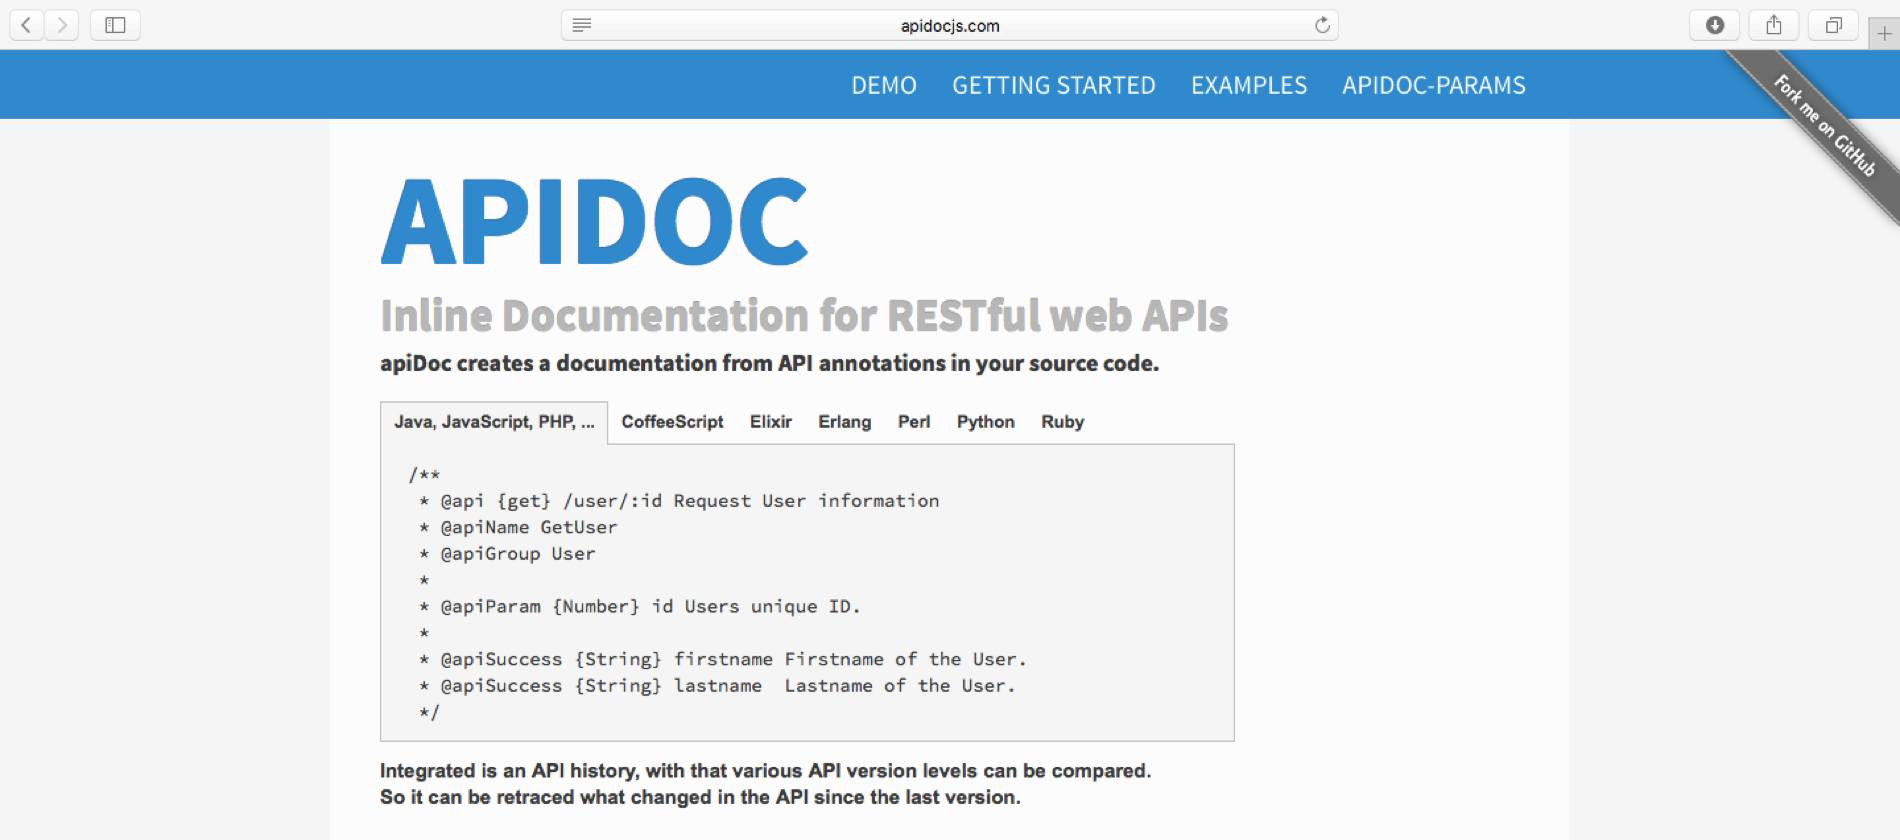 apidocjs.com
DEMO GETTING STARTED EXAMPLES APIDOC-PARAMS
Fork me on GitHub
APIDOC
Inline Documentation for RESTful web APIs
apiDoc creates a documentation from API annotations in your source code.
Java, JavaScript, PHP, ... CoffeeScript Elixir Erlang Perl Python Ruby
/**
 * @api {get} /user/:id Request User information
 * @apiName GetUser
 * @apiGroup User
 *
 * @apiParam {Number} id Users unique ID.
 *
 * @apiSuccess {String} firstname Firstname of the User.
 * @apiSuccess {String} lastname  Lastname of the User.
 */
Integrated is an API history, with that various API version levels can be compared.
So it can be retraced what changed in the API since the last version.